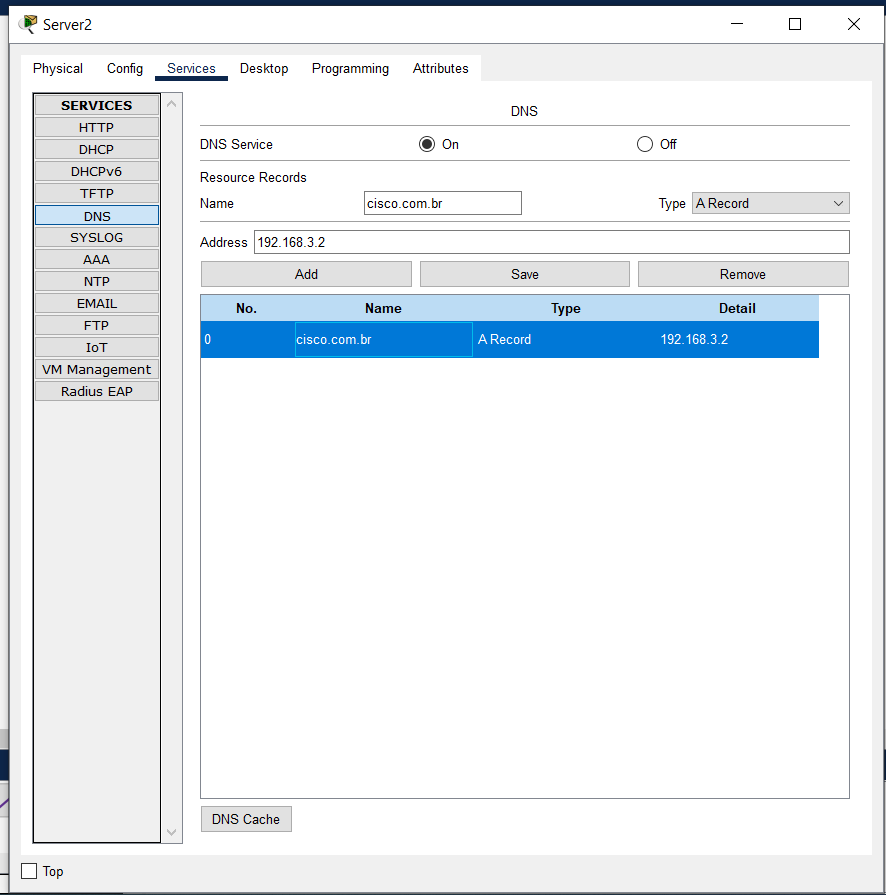 Server2
Physical Config Services Desktop Programming Attributes
SERVICES
HTTP
DHCP
DHCPv6
TFTP
DNS
SYSLOG
AAA
NTP
EMAIL
FTP
IoT
VM Management
Radius EAP
DNS
DNS Service On Off
Resource Records
Name cisco.com.br Type A Record
Address 192.168.3.2
Add Save Remove
No. Name Type Detail
0 cisco.com.br A Record 192.168.3.2
DNS Cache
Top